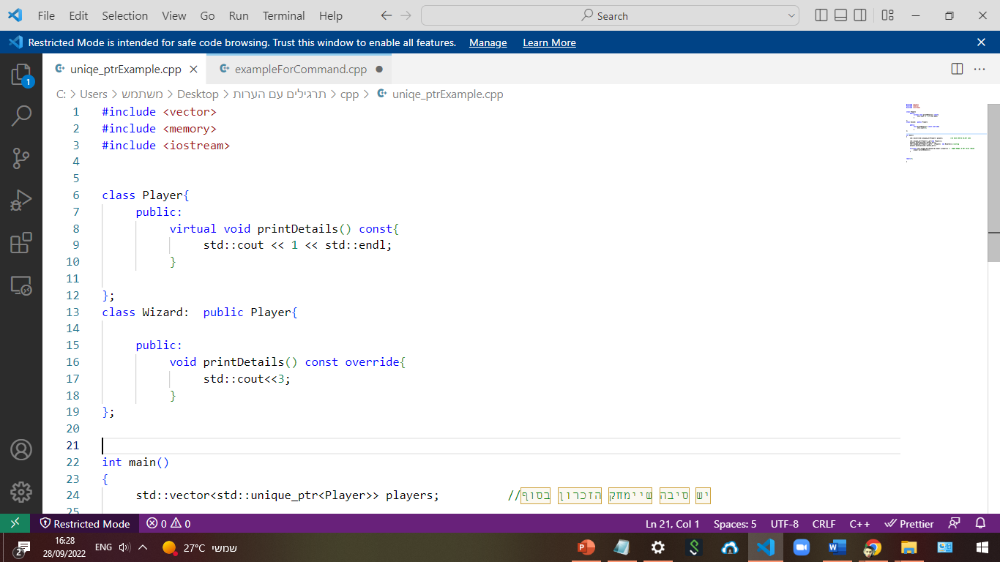 File Edit Selection View Go Run Terminal Help Search
Restricted Mode is intended for safe code browsing. Trust this window to enable all features. Manage Learn More
1
uniqe_ptrExample.cpp exampleForCommand.cpp
C: > Users > משתמש > Desktop > תרגילים עם הערות > cpp > uniqe_ptrExample.cpp
1 #include <vector>
2 #include <memory>
3 #include <iostream>
4
5
6 class Player{
7 public:
8 virtual void printDetails() const{
9 std::cout << 1 << std::endl;
10 }
11
12 };
13 class Wizard:  public Player{
14
15 public:
16 void printDetails() const override{
17 std::cout<<3;
18 }
19 };
20
21
22 int main()
23 {
24 std::vector<std::unique_ptr<Player>> players; //יש סיבה שיימחק הזכרון בסוף
25
Restricted Mode 0 0 Ln 21, Col 1 Spaces: 5 UTF-8 CRLF C++ Prettier
2 16:28 ENG 27°C שמשי
28/09/2022